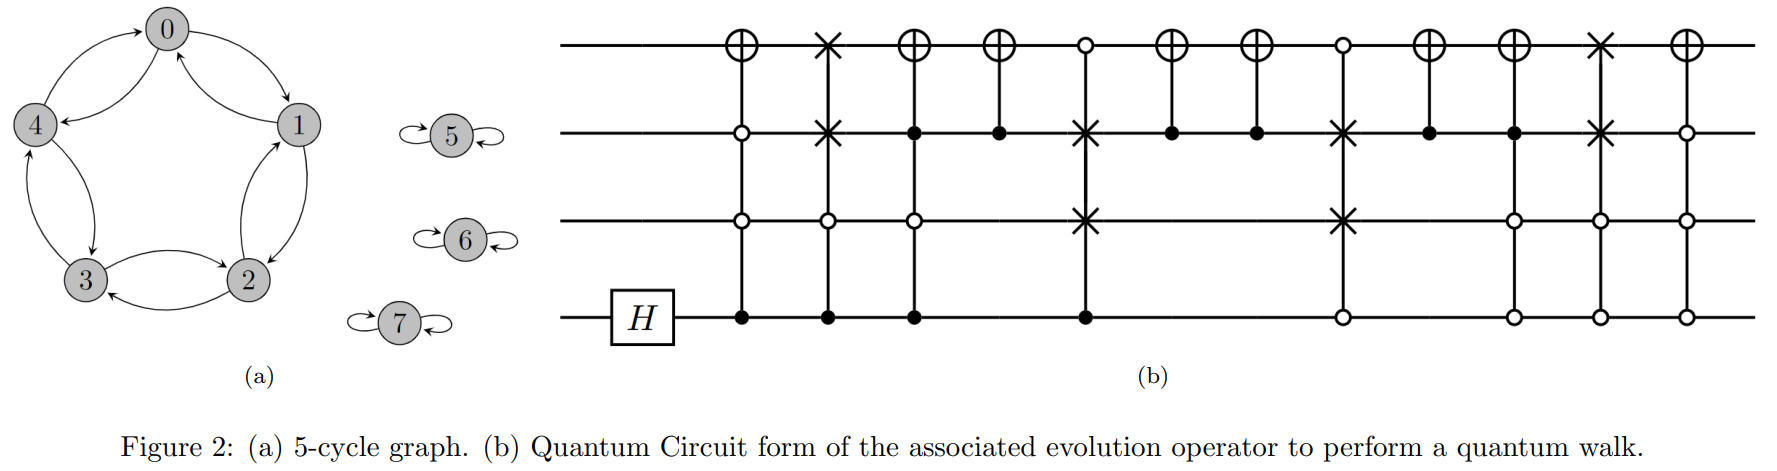 0
4
1
3
2
5
6
7
H
(a)
(b)
Figure 2: (a) 5-cycle graph. (b) Quantum Circuit form of the associated evolution operator to perform a quantum walk.